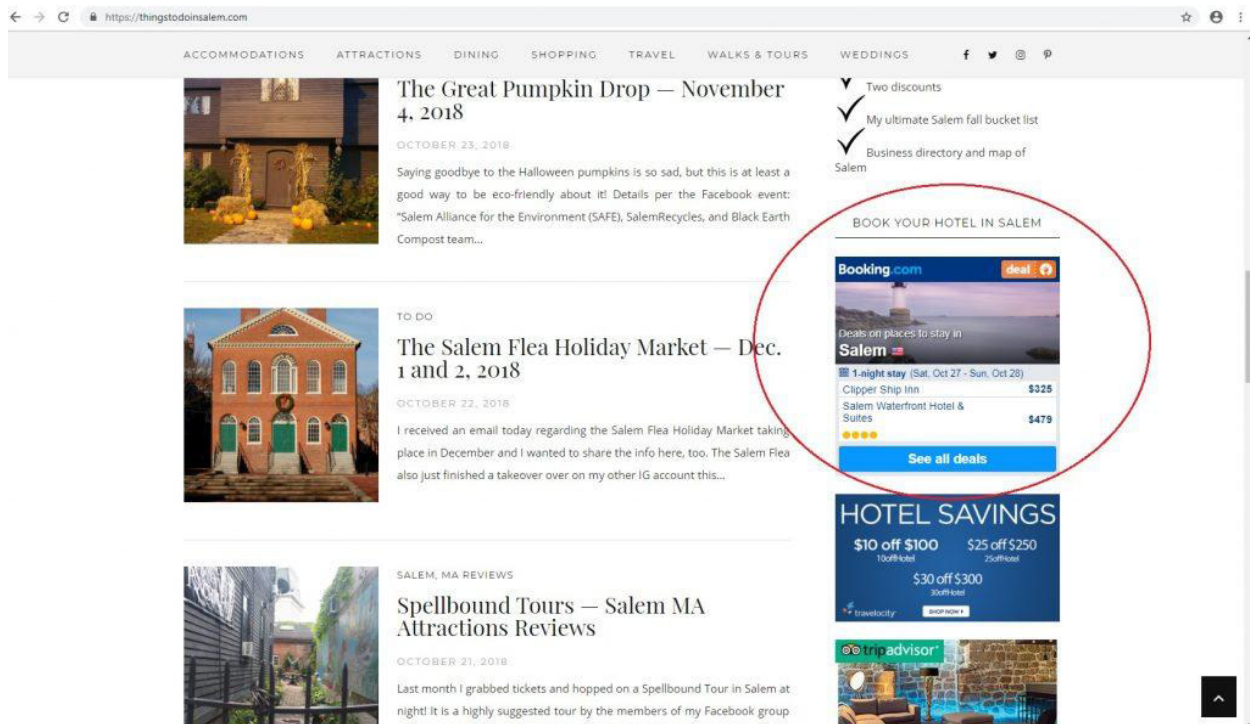 https://thingstodoinsalem.com
ACCOMMODATIONS ATTRACTIONS DINING SHOPPING TRAVEL WALKS & TOURS WEDDINGS
The Great Pumpkin Drop — November
4, 2018
OCTOBER 23, 2018
Saying goodbye to the Halloween pumpkins is so sad, but this is at least a
good way to be eco-friendly about it! Details per the Facebook event:
"Salem Alliance for the Environment (SAFE), SalemRecycles, and Black Earth
Compost team...
TO DO
The Salem Flea Holiday Market — Dec.
1 and 2, 2018
OCTOBER 22, 2018
I received an email today regarding the Salem Flea Holiday Market taking
place in December and I wanted to share the info here, too. The Salem Flea
also just finished a takeover over on my other IG account this...
SALEM, MA REVIEWS
Spellbound Tours — Salem MA
Attractions Reviews
OCTOBER 21, 2018
Last month I grabbed tickets and hopped on a Spellbound Tour in Salem at
night! It is a highly suggested tour by the members of my Facebook group
Two discounts
My ultimate Salem fall bucket list
Business directory and map of
Salem
BOOK YOUR HOTEL IN SALEM
Booking.com
deal
Deals on places to stay in
Salem
1-night stay (Sat, Oct 27 - Sun, Oct 28)
Clipper Ship Inn $325
Salem Waterfront Hotel &
Suites $479
See all deals
HOTEL SAVINGS
$10 off $100 $25 off $250
10offHotel 25offHotel
$30 off $300
30offHotel
travelocity SHOP NOW
tripadvisor